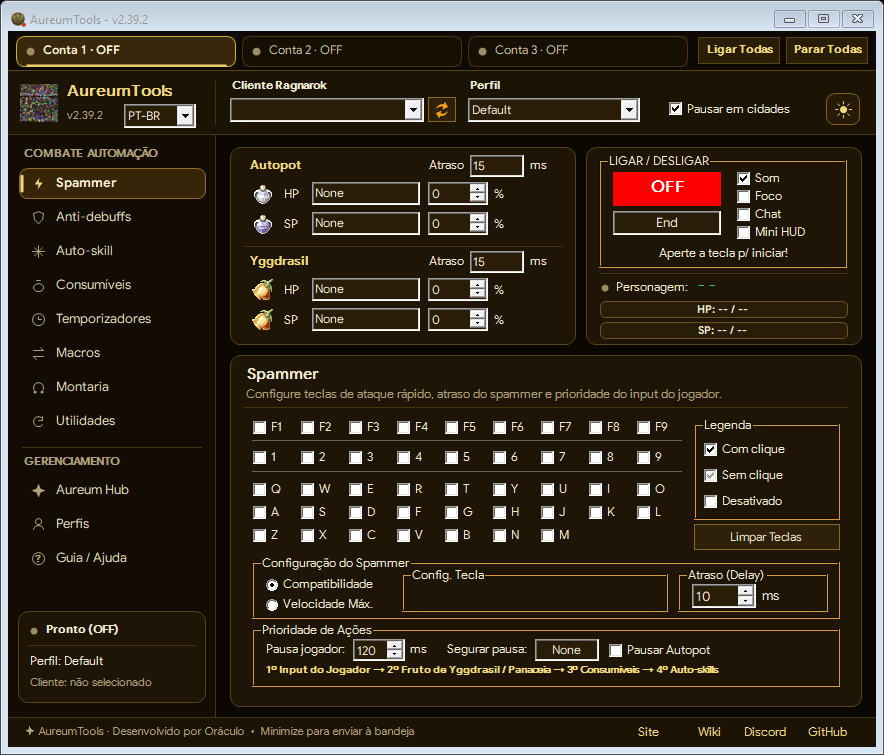 AureumTools - v2.39.2
Conta 1 · OFF
Conta 2 · OFF
Conta 3 · OFF
Ligar Todas
Parar Todas
AureumTools
v2.39.2
PT-BR
Cliente Ragnarok
Perfil
Default
Pausar em cidades
COMBATE AUTOMAÇÃO
Spammer
Anti-debuffs
Auto-skill
Consumíveis
Temporizadores
Macros
Montaria
Utilidades
GERENCIAMENTO
Aureum Hub
Perfis
Guia / Ajuda
Pronto (OFF)
Perfil: Default
Cliente: não selecionado
Autopot
Atraso 15 ms
HP None 0 %
SP None 0 %
Yggdrasil
Atraso 15 ms
HP None 0 %
SP None 0 %
LIGAR / DESLIGAR
OFF
End
Som
Foco
Chat
Mini HUD
Aperte a tecla p/ iniciar!
Personagem: - -
HP: -- / --
SP: -- / --
Spammer
Configure teclas de ataque rápido, atraso do spammer e prioridade do input do jogador.
F1 F2 F3 F4 F5 F6 F7 F8 F9
1 2 3 4 5 6 7 8 9
Q W E R T Y U I O
A S D F G H J K L
Z X C V B N M
Legenda
Com clique
Sem clique
Desativado
Limpar Teclas
Configuração do Spammer
Compatibilidade
Velocidade Máx.
Config. Tecla
Atraso (Delay)
10 ms
Prioridade de Ações
Pausa jogador: 120 ms Segurar pausa: None Pausar Autopot
1º Input do Jogador → 2º Fruto de Yggdrasil / Panaceia → 3º Consumíveis → 4º Auto-skills
AureumTools · Desenvolvido por Oráculo • Minimize para enviar à bandeja
Site
Wiki
Discord
GitHub